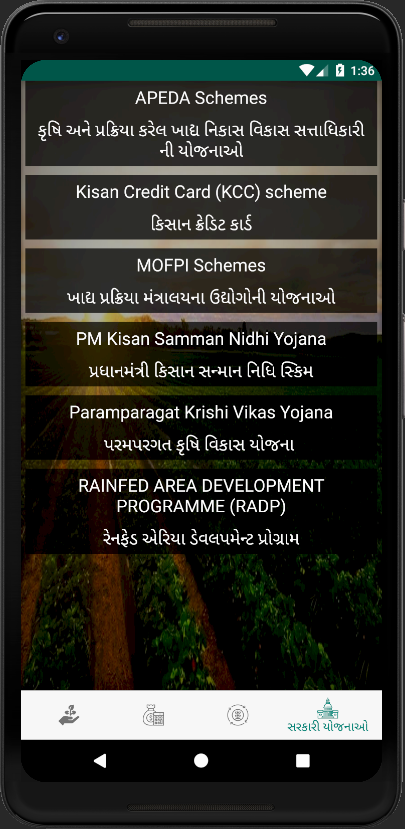 1:36
APEDA Schemes
કૃષિ અને પ્રક્રિયા કરેલ ખાદ્ય નિકાસ વિકાસ સત્તાધિકારી
ની યોજનાઓ
Kisan Credit Card (KCC) scheme
કિસાન ક્રેડિટ કાર્ડ
MOFPI Schemes
ખાદ્ય પ્રક્રિયા મંત્રાલયના ઉદ્યોગોની યોજનાઓ
PM Kisan Samman Nidhi Yojana
પ્રધાનમંત્રી કિસાન સન્માન નિધિ સ્કિમ
Paramparagat Krishi Vikas Yojana
પરમપરગત કૃષિ વિકાસ યોજના
RAINFED AREA DEVELOPMENT
PROGRAMME (RADP)
રેનફેડ એરિયા ડેવલપમેન્ટ પ્રોગ્રામ
સરકારી યોજનાઓ